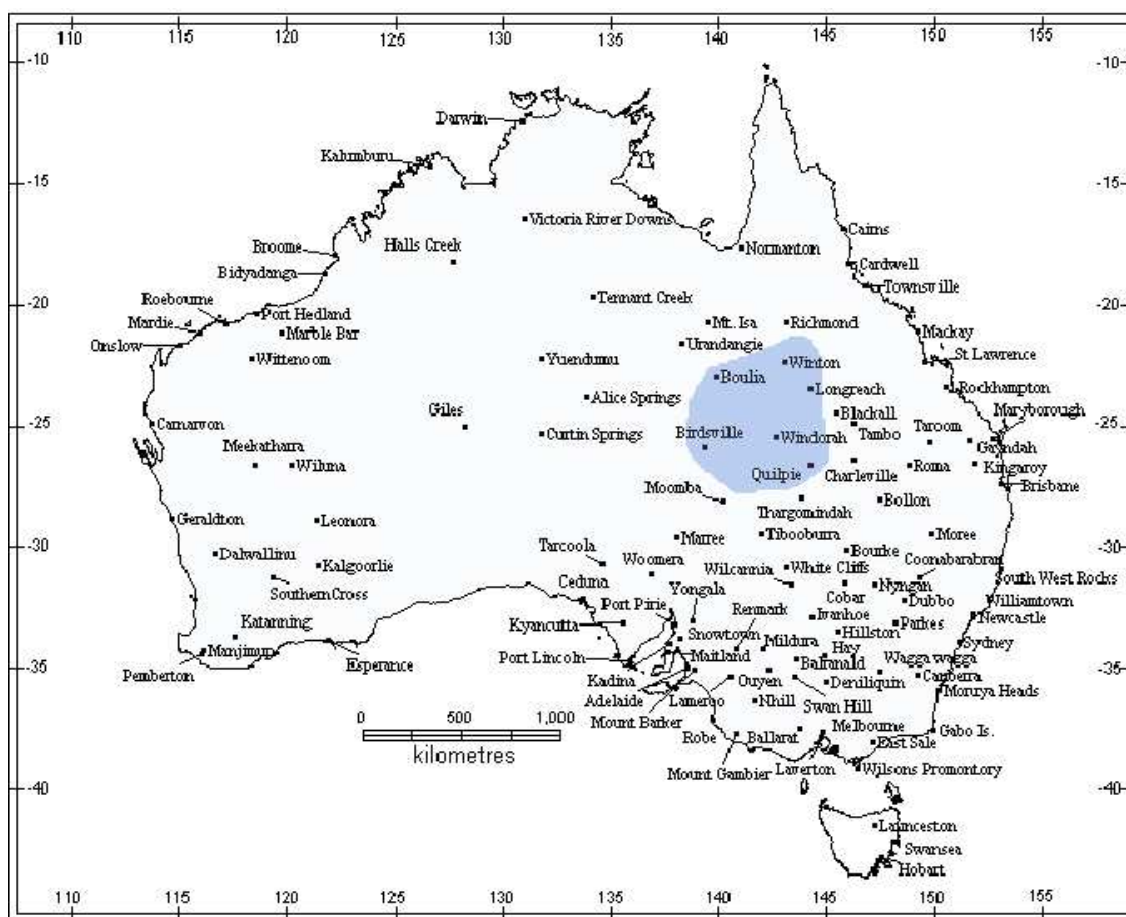 110 115 120 125 130 135 140 145 150 155
-10 -10
Darwin
Kalumburu
-15 -15
Victoria River Downs
Cairns
Halls Creek
Normanton
Broome
Cardwell
Bidyadanga
Townsville
Roebourne
Tennant Creek
-20 -20
Port Hedland
Mt. Isa Richmond
Mardie
Marble Bar
Mackay
Onslow
Urandangie
Wittenoom
Yuendumu
Winton
St Lawrence
Boulia
Longreach
Rockhampton
Alice Springs
Giles
Blackall
Maryborough
Carnarvon
Curtin Springs
Birdsville
Windorah
Tambo
Taroom
-25 -25
Meekatharra
Gayndah
Wiluna
Quilpie
Charleville
Roma
Kingaroy
Moomba
Brisbane
Thargomindah
Bollon
Geraldton
Leonora
Marree
Tibooburra
Moree
Tarcoola
Woomera
Bourke
Coonabarabran
-30 -30
Dalwallinu
Kalgoorlie
Wilcannia
White Cliffs
South West Rocks
Southern Cross
Ceduna
Yongala
Cobar
Nyngan
Williamtown
Port Pirie
Renmark
Ivanhoe
Dubbo
Newcastle
Katanning
Kyancutta
Snowtown
Mildura
Hillston
Parkes
Sydney
Manjimup
Port Lincoln
Maitland
Hay
Wagga wagga
Pemberton
Esperance
Kadina
Ouyen
Balranald
Canberra
-35 -35
Adelaide
Lameroo
Deniliquin
Moruya Heads
Mount Barker
Nhill
Swan Hill
0 500 1,000
kilometres
Robe
Ballarat
Melbourne
Gabo Is.
East Sale
Mount Gambier
Laverton
Wilsons Promontory
-40 -40
Launceston
Swansea
Hobart
110 115 120 125 130 135 140 145 150 155